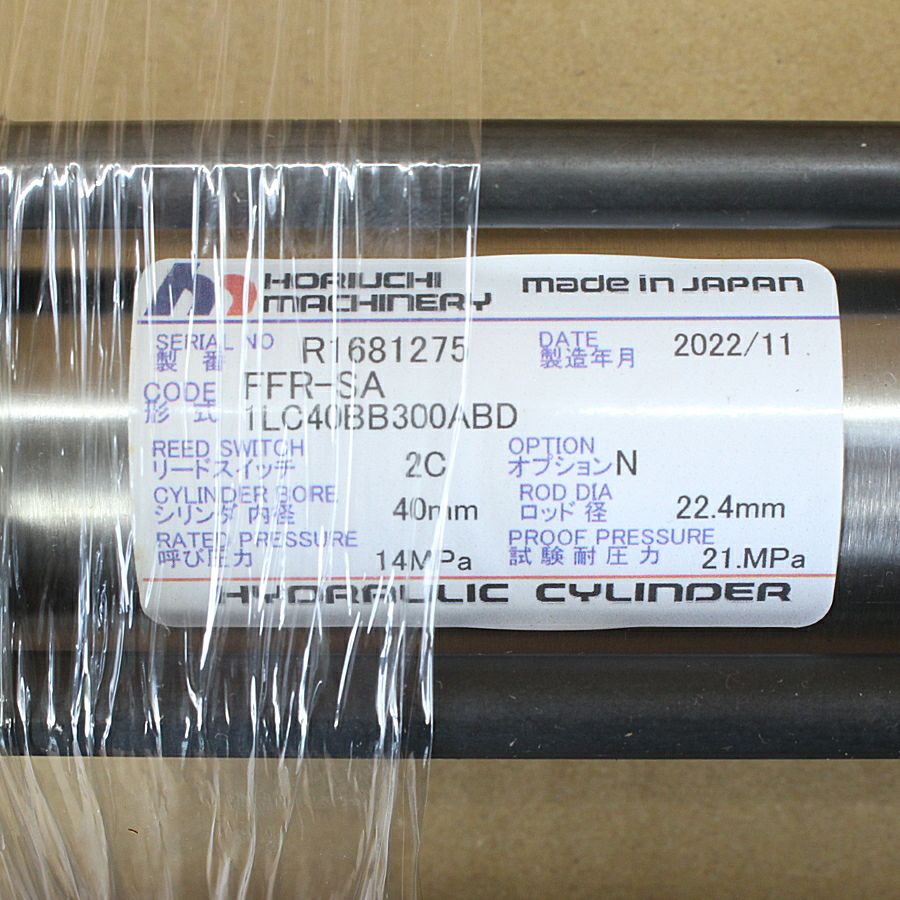 HORIUCHI
MACHINERY
made in JAPAN
SERIAL NO
製番 R1681275
DATE
製造年月 2022/11
CODE FFR-SA
形式 1LC40BB300ABD
REED SWITCH
リードスイッチ 2C
OPTION
オプション N
CYLINDER BORE
シリンダ内径 40mm
ROD DIA
ロッド径 22.4mm
RATED PRESSURE
呼び圧力 14MPa
PROOF PRESSURE
試験耐圧力 21.MPa
HYDRAULIC CYLINDER